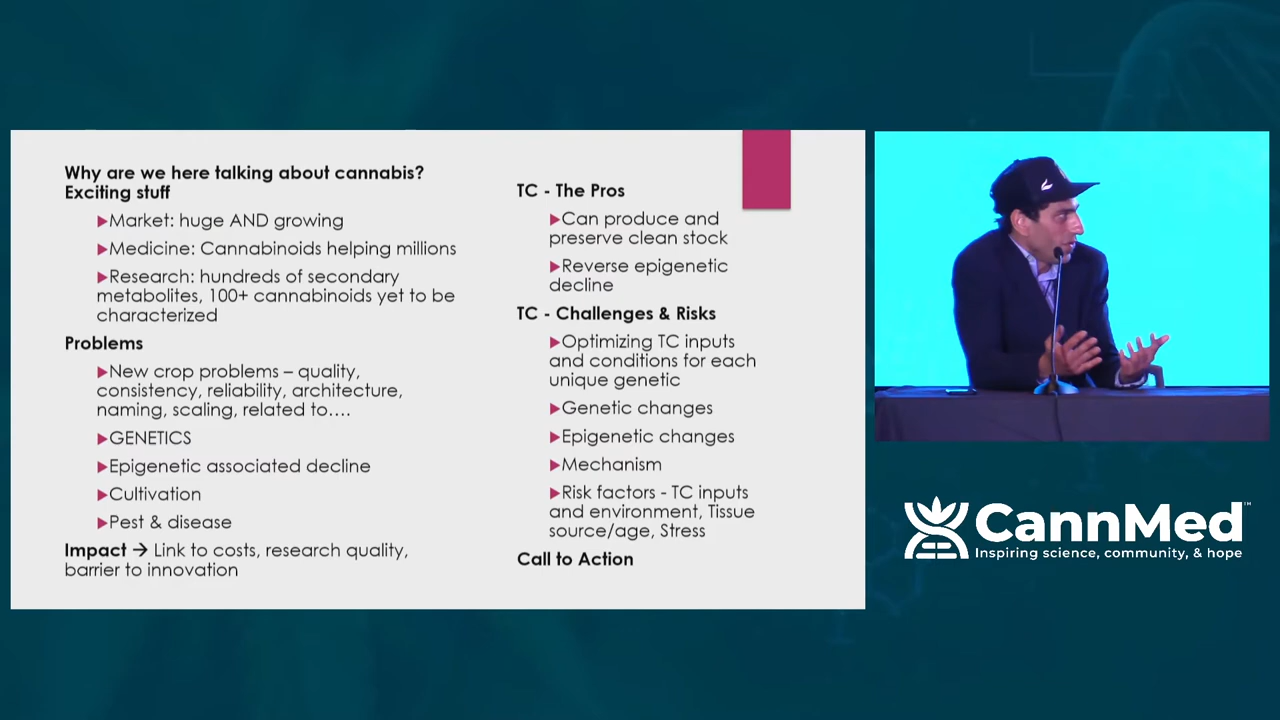 Why are we here talking about cannabis?
Exciting stuff
▶Market: huge AND growing
▶Medicine: Cannabinoids helping millions
▶Research: hundreds of secondary
metabolites, 100+ cannabinoids yet to be
characterized
Problems
▶New crop problems – quality,
consistency, reliability, architecture,
naming, scaling, related to….
▶GENETICS
▶Epigenetic associated decline
▶Cultivation
▶Pest & disease
Impact → Link to costs, research quality,
barrier to innovation
TC - The Pros
▶Can produce and
preserve clean stock
▶Reverse epigenetic
decline
TC - Challenges & Risks
▶Optimizing TC inputs
and conditions for each
unique genetic
▶Genetic changes
▶Epigenetic changes
▶Mechanism
▶Risk factors - TC inputs
and environment, Tissue
source/age, Stress
Call to Action
CannMed™
Inspiring science, community, & hope